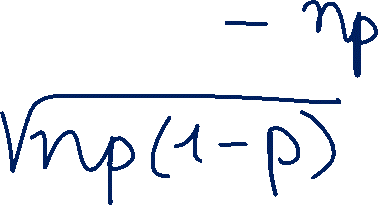 - np
√np(1-p)